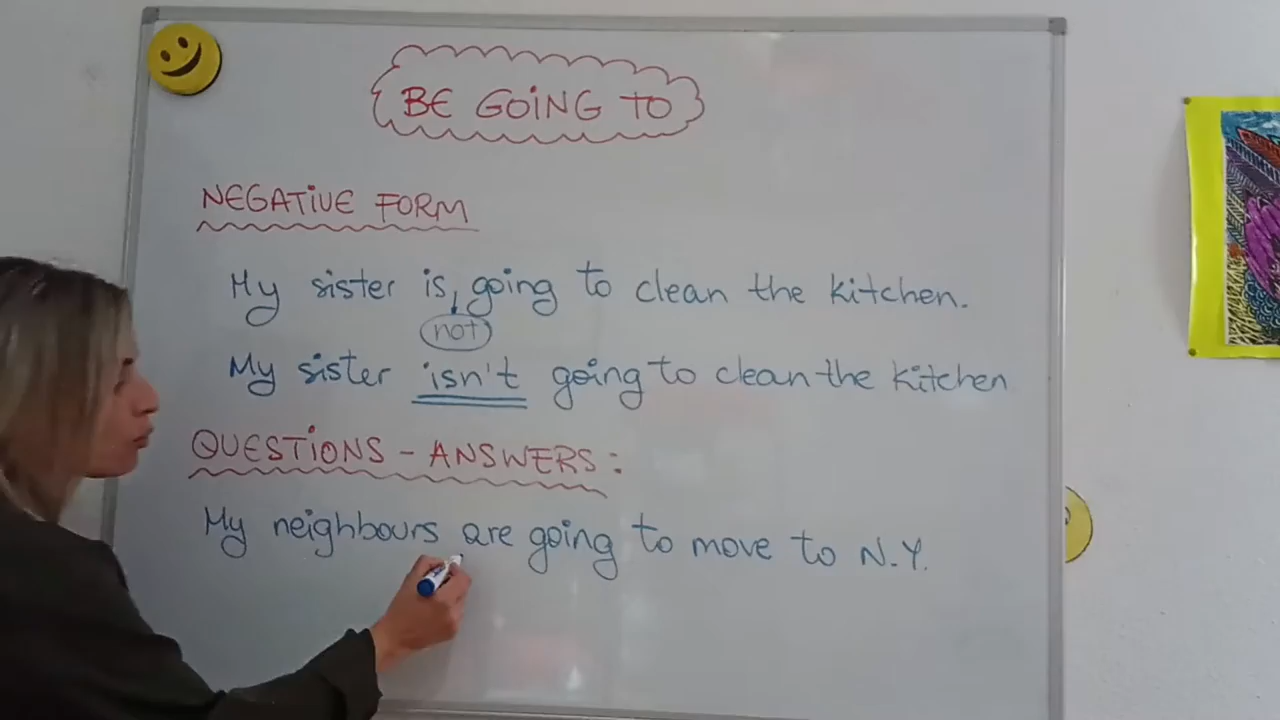 BE GOING TO
NEGATIVE FORM
My sister is, going to clean the kitchen.
not
My sister isn't going to clean the kitchen
QUESTIONS - ANSWERS :
My neighbours are going to move to N.Y.